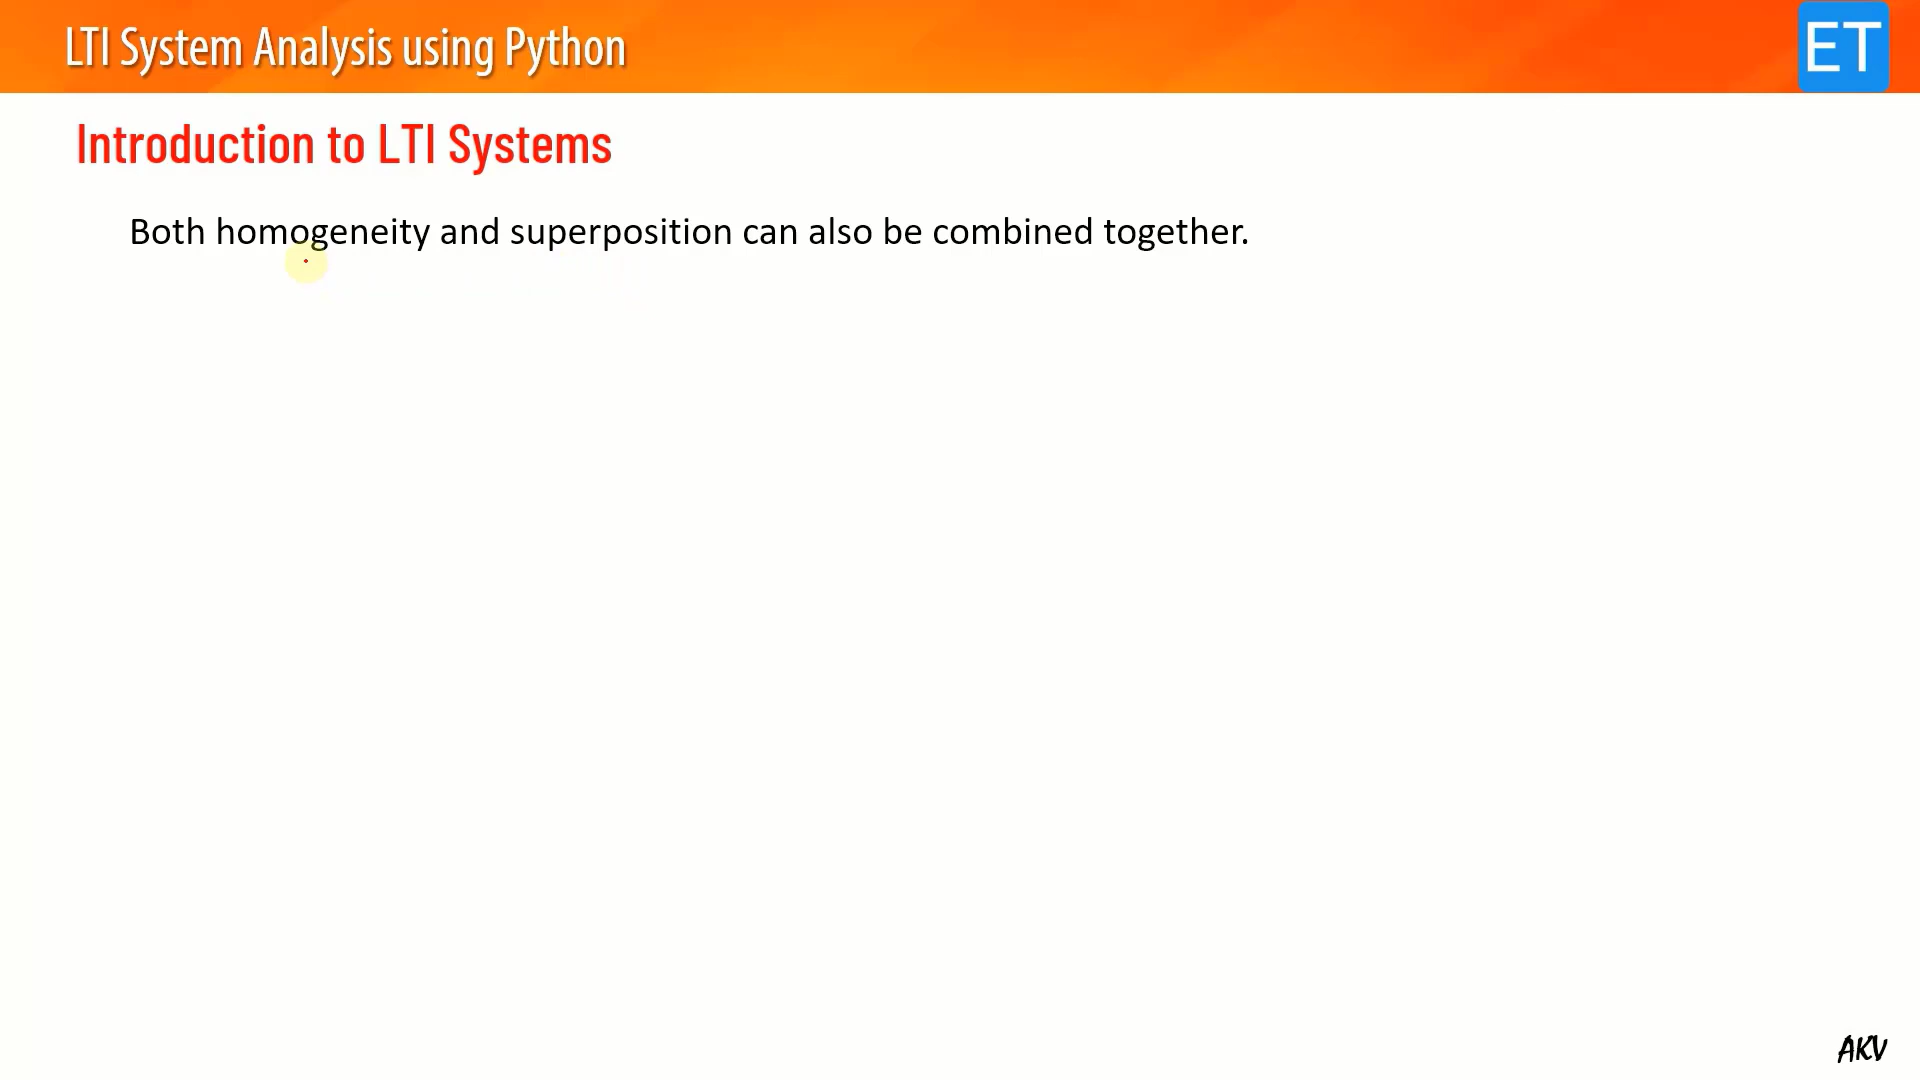 LTI System Analysis using Python
ET
Introduction to LTI Systems
Both homogeneity and superposition can also be combined together.
AKV